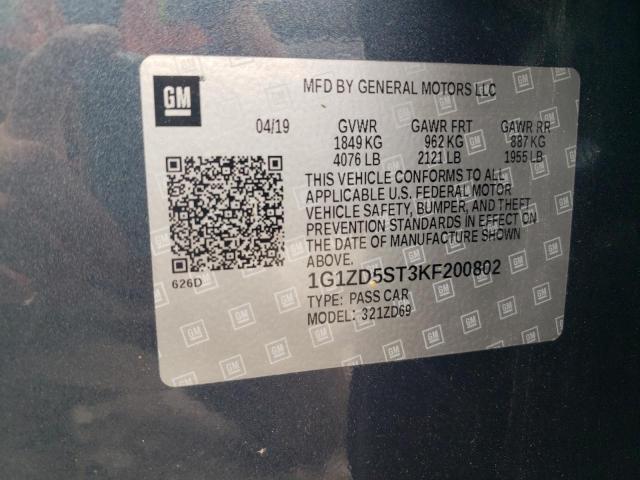 GM
MFD BY GENERAL MOTORS LLC
04/19 GVWR GAWR FRT GAWR RR
1849 KG 962 KG 887 KG
4076 LB 2121 LB 1955 LB
THIS VEHICLE CONFORMS TO ALL
APPLICABLE U.S. FEDERAL MOTOR
VEHICLE SAFETY, BUMPER, AND THEFT
PREVENTION STANDARDS IN EFFECT ON
THE DATE OF MANUFACTURE SHOWN
ABOVE.
626D
1G1ZD5ST3KF200802
TYPE: PASS CAR
MODEL: 321ZD69